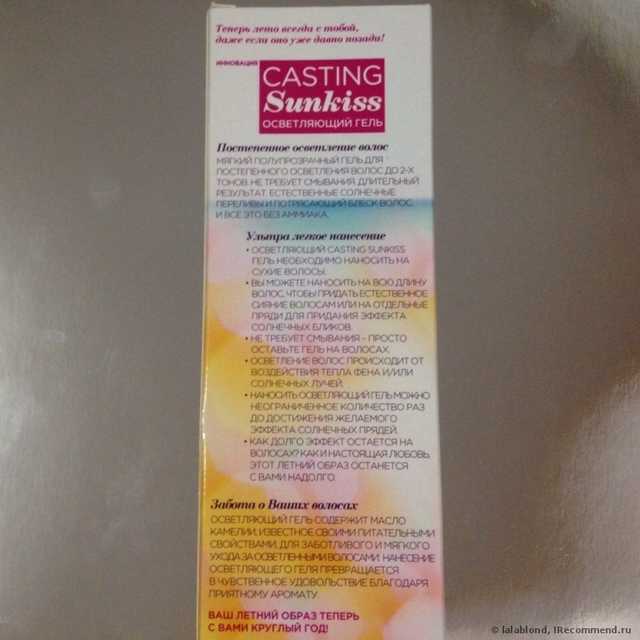 Теперь лето всегда с тобой,
даже если оно уже давно позади!
ИННОВАЦИЯ
CASTING
Sunkiss
ОСВЕТЛЯЮЩИЙ ГЕЛЬ
Постепенное осветление волос
МЯГКИЙ ПОЛУПРОЗРАЧНЫЙ ГЕЛЬ ДЛЯ
ПОСТЕПЕННОГО ОСВЕТЛЕНИЯ ВОЛОС ДО 2-Х
ТОНОВ. НЕ ТРЕБУЕТ СМЫВАНИЯ. ДЛИТЕЛЬНЫЙ
РЕЗУЛЬТАТ. ЕСТЕСТВЕННЫЕ СОЛНЕЧНЫЕ
ПЕРЕЛИВЫ И ПОТРЯСАЮЩИЙ БЛЕСК ВОЛОС.
И ВСЕ ЭТО БЕЗ АММИАКА.
Ультра легкое нанесение
• ОСВЕТЛЯЮЩИЙ CASTING SUNKISS
ГЕЛЬ НЕОБХОДИМО НАНОСИТЬ НА
СУХИЕ ВОЛОСЫ.
• ВЫ МОЖЕТЕ НАНОСИТЬ НА ВСЮ ДЛИНУ
ВОЛОС, ЧТОБЫ ПРИДАТЬ ЕСТЕСТВЕННОЕ
СИЯНИЕ ВОЛОСАМ ИЛИ НА ОТДЕЛЬНЫЕ
ПРЯДИ ДЛЯ ПРИДАНИЯ ЭФФЕКТА
СОЛНЕЧНЫХ БЛИКОВ.
• НЕ ТРЕБУЕТ СМЫВАНИЯ – ПРОСТО
ОСТАВЬТЕ ГЕЛЬ НА ВОЛОСАХ.
• ОСВЕТЛЕНИЕ ВОЛОС ПРОИСХОДИТ ОТ
ВОЗДЕЙСТВИЯ ТЕПЛА ФЕНА И/ИЛИ
СОЛНЕЧНЫХ ЛУЧЕЙ.
• НАНОСИТЬ ОСВЕТЛЯЮЩИЙ ГЕЛЬ МОЖНО
НЕОГРАНИЧЕННОЕ КОЛИЧЕСТВО РАЗ
ДО ДОСТИЖЕНИЯ ЖЕЛАЕМОГО
ЭФФЕКТА СОЛНЕЧНЫХ ПРЯДЕЙ.
• КАК ДОЛГО ЭФФЕКТ ОСТАЕТСЯ НА
ВОЛОСАХ? КАК И НАСТОЯЩАЯ ЛЮБОВЬ,
ЭТОТ ЛЕТНИЙ ОБРАЗ ОСТАНЕТСЯ
С ВАМИ НАДОЛГО.
Забота о Ваших волосах
ОСВЕТЛЯЮЩИЙ ГЕЛЬ СОДЕРЖИТ МАСЛО
КАМЕЛИИ, ИЗВЕСТНОЕ СВОИМИ ПИТАТЕЛЬНЫМИ
СВОЙСТВАМИ, ДЛЯ ЗАБОТЛИВОГО И МЯГКОГО
УХОДА ЗА ОСВЕТЛЕННЫМИ ВОЛОСАМИ. НАНЕСЕНИЕ
ОСВЕТЛЯЮЩЕГО ГЕЛЯ ПРЕВРАЩАЕТСЯ
В ЧУВСТВЕННОЕ УДОВОЛЬСТВИЕ БЛАГОДАРЯ
ПРИЯТНОМУ АРОМАТУ.
ВАШ ЛЕТНИЙ ОБРАЗ ТЕПЕРЬ
С ВАМИ КРУГЛЫЙ ГОД!
© lalablond, IRecommend.ru